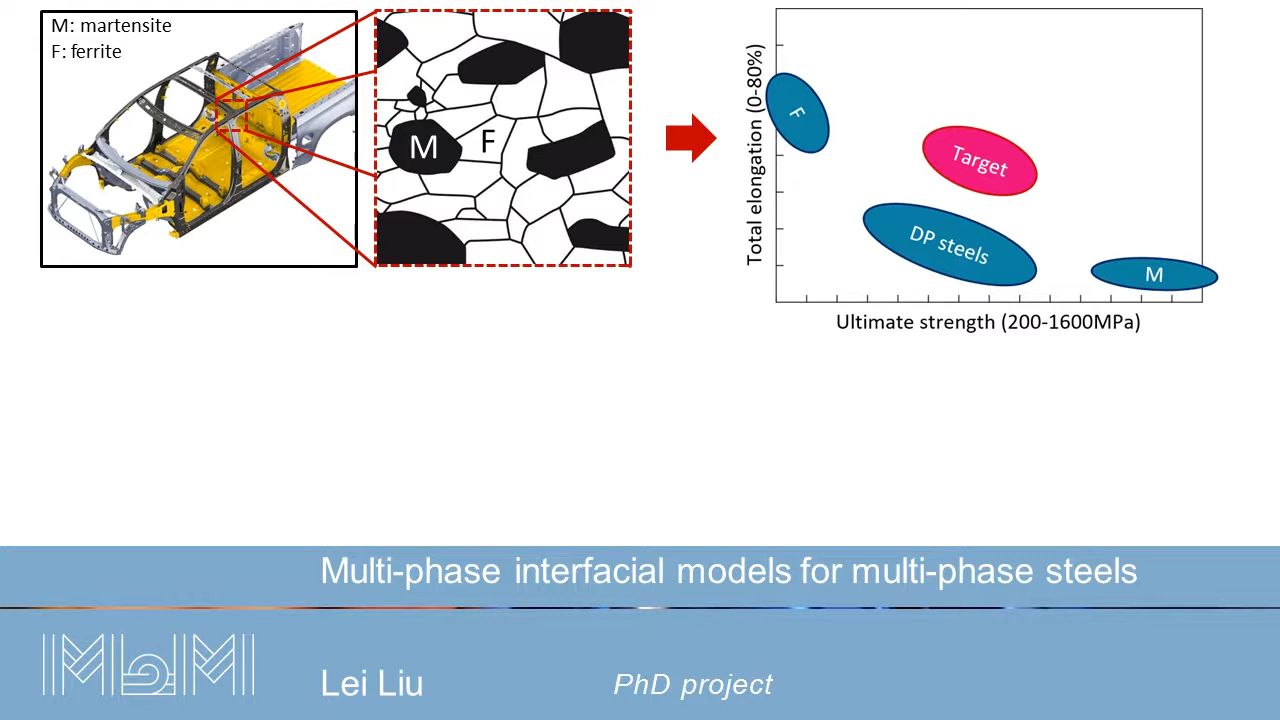 M: martensite
F: ferrite
M
F
Total elongation (0-80%)
F
Target
DP steels
M
Ultimate strength (200-1600MPa)
Multi-phase interfacial models for multi-phase steels
MbM
Lei Liu
PhD project